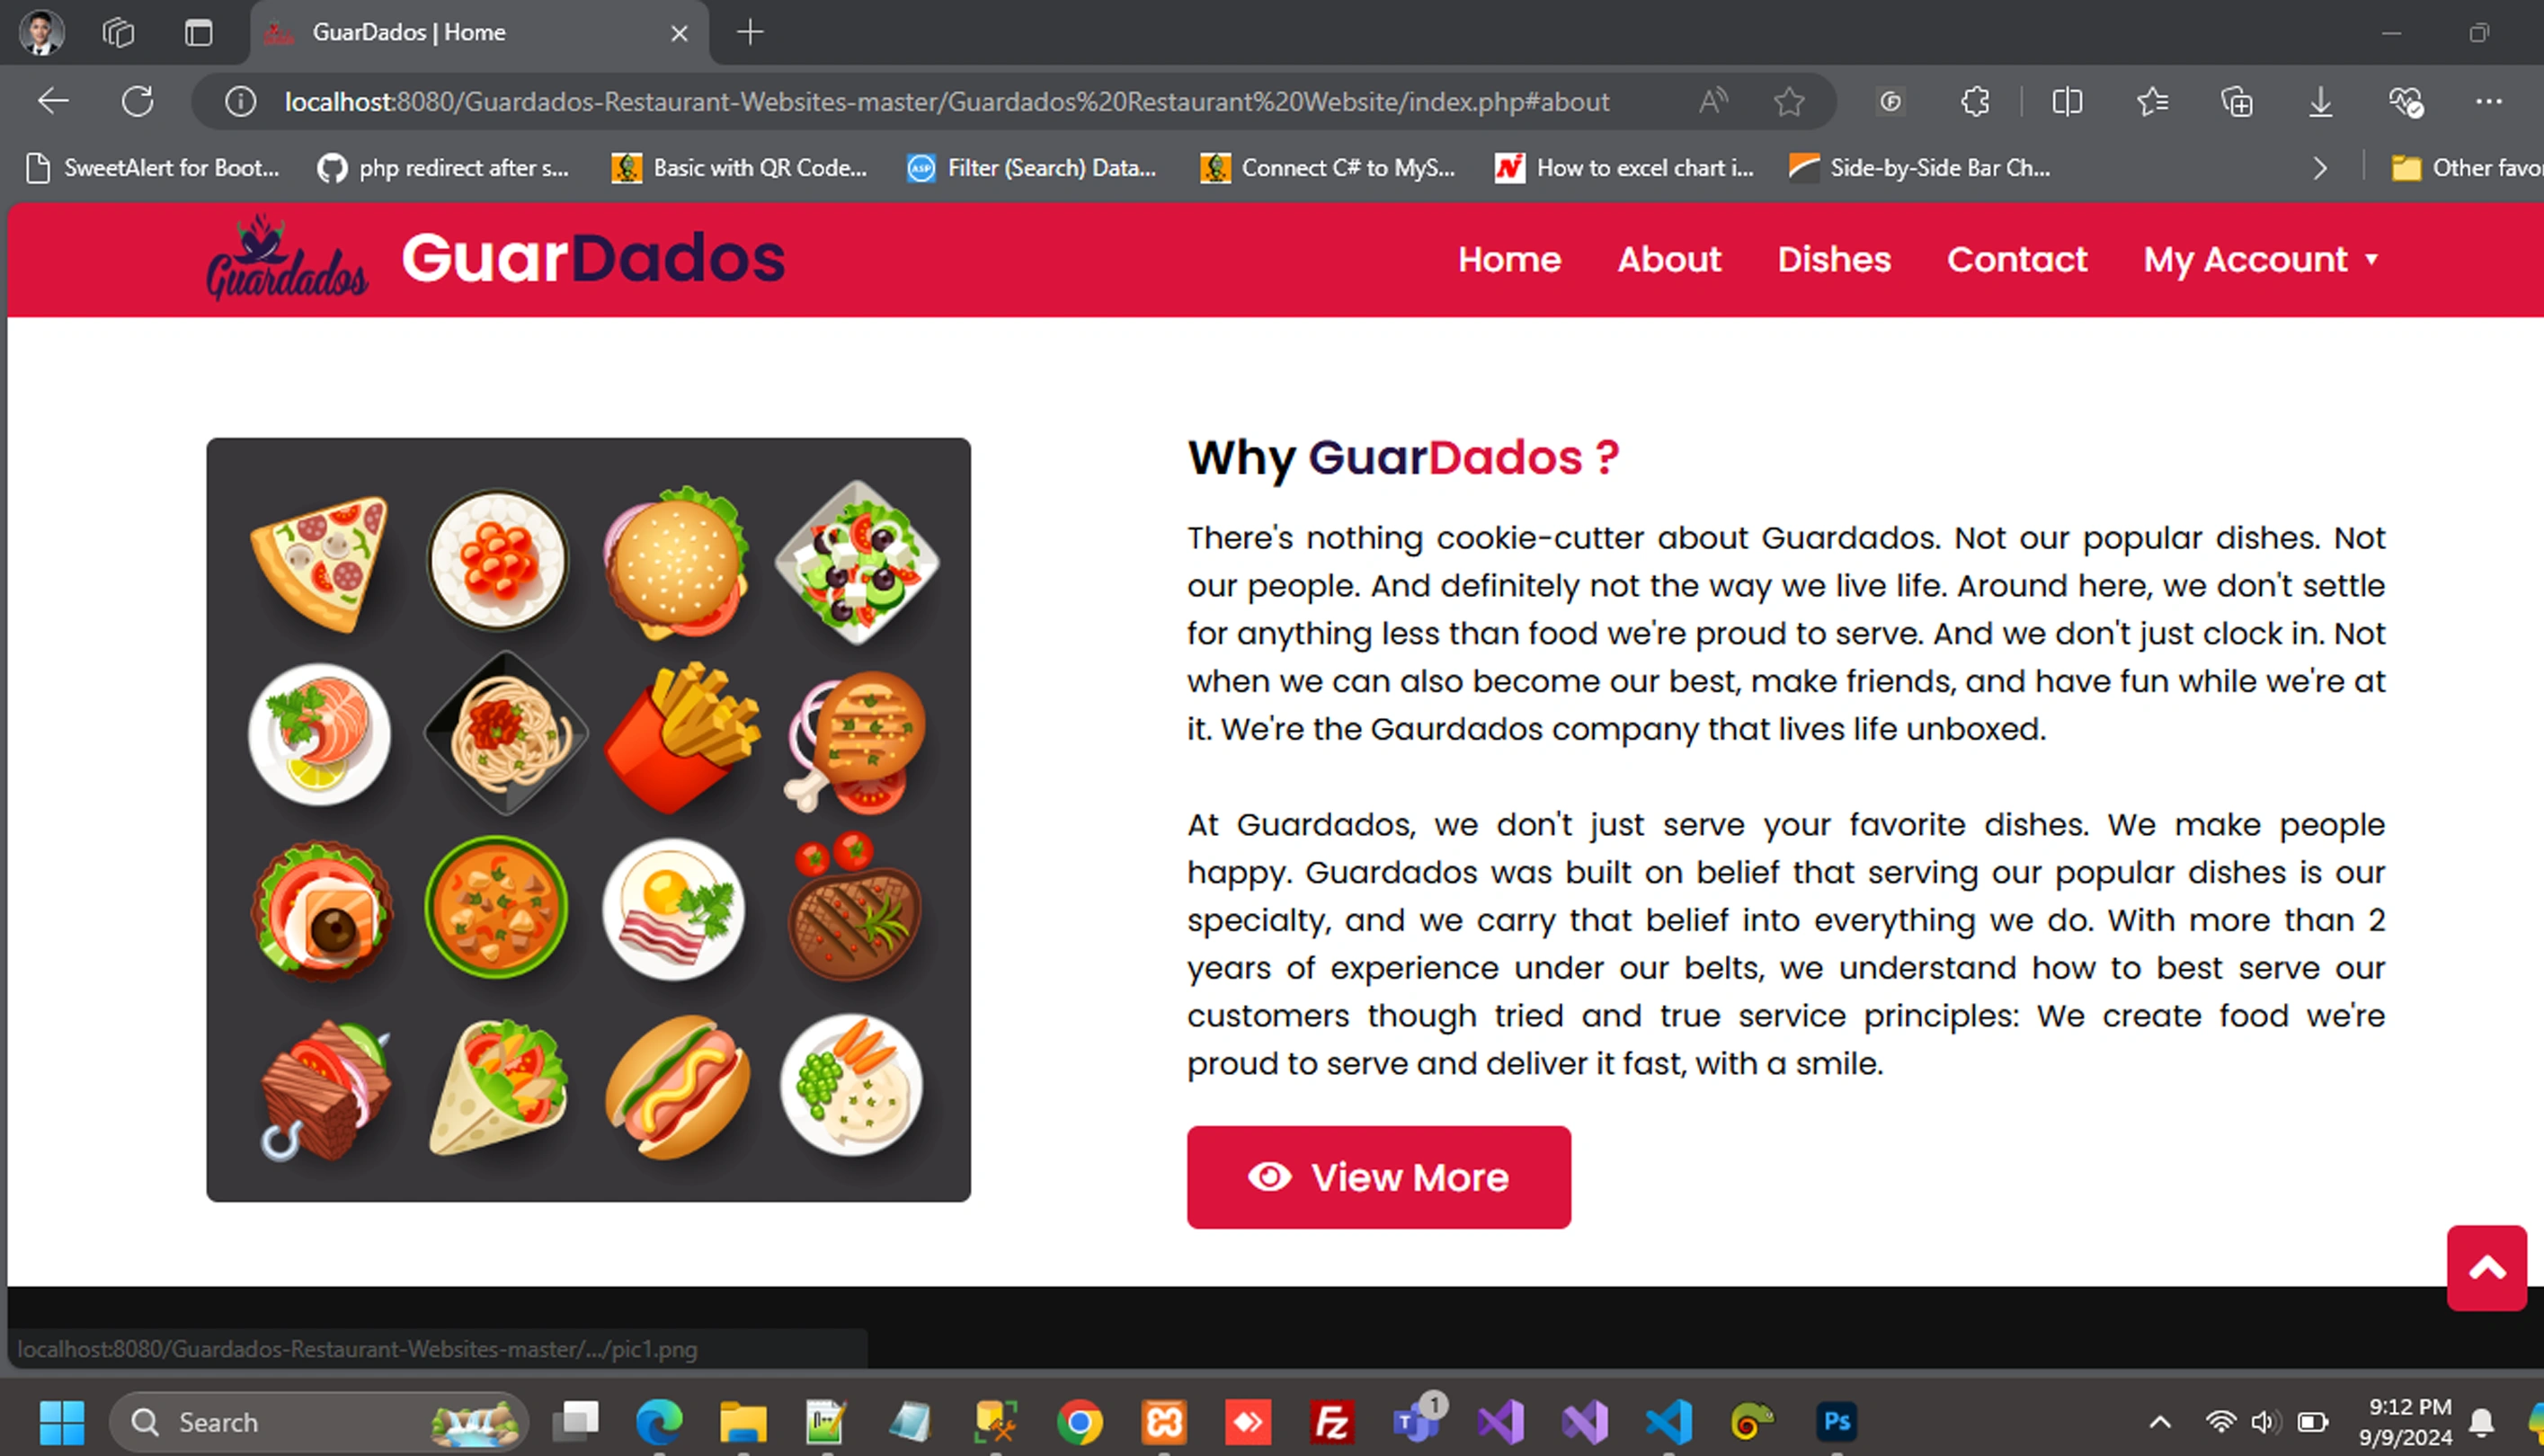 GuarDados | Home
localhost:8080/Guardados-Restaurant-Websites-master/Guardados%20Restaurant%20Website/index.php#about
SweetAlert for Boot... php redirect after s... Basic with QR Code... ASP Filter (Search) Data... Connect C# to MyS... How to excel chart i... Side-by-Side Bar Ch... Other favo
Guardados GuarDados Home About Dishes Contact My Account
Why GuarDados ?
There's nothing cookie-cutter about Guardados. Not our popular dishes. Not
our people. And definitely not the way we live life. Around here, we don't settle
for anything less than food we're proud to serve. And we don't just clock in. Not
when we can also become our best, make friends, and have fun while we're at
it. We're the Gaurdados company that lives life unboxed.
At Guardados, we don't just serve your favorite dishes. We make people
happy. Guardados was built on belief that serving our popular dishes is our
specialty, and we carry that belief into everything we do. With more than 2
years of experience under our belts, we understand how to best serve our
customers though tried and true service principles: We create food we're
proud to serve and deliver it fast, with a smile.
View More
localhost:8080/Guardados-Restaurant-Websites-master/.../pic1.png
Search
Fz
T
1
Ps
9:12 PM
9/9/2024